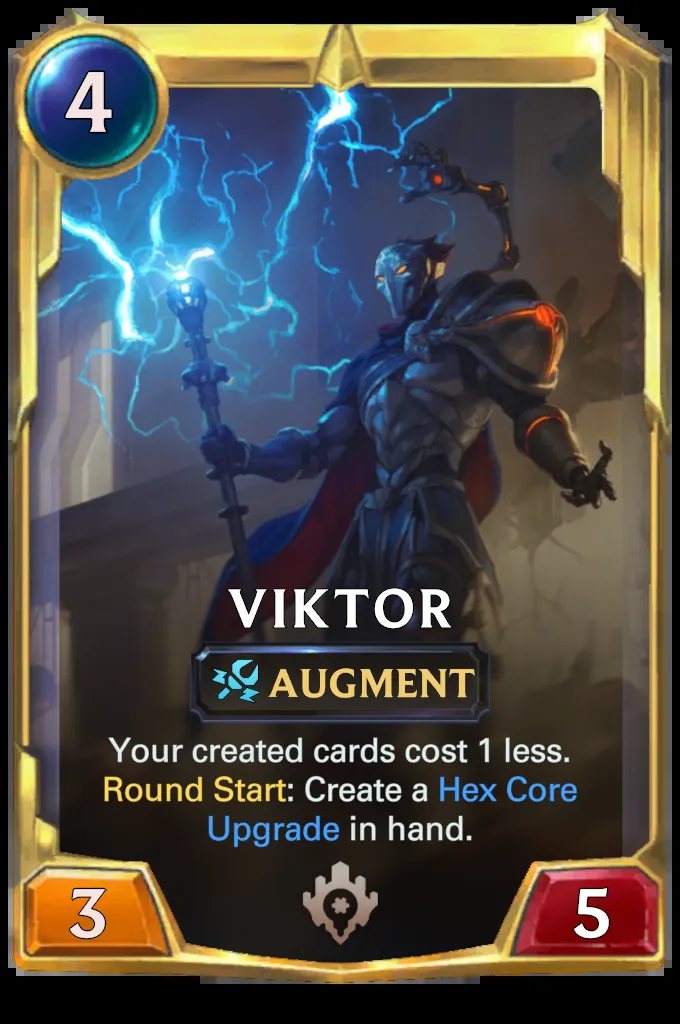 4
VIKTOR
AUGMENT
Your created cards cost 1 less.
Round Start: Create a Hex Core
Upgrade in hand.
3
5